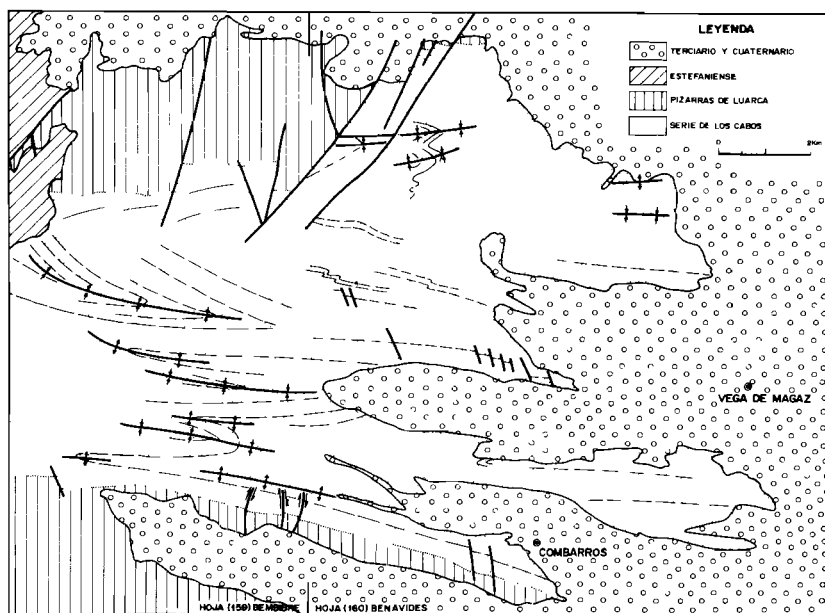 LEYENDA
TERCIARIO Y CUATERNARIO
ESTEFANIENSE
PIZARRAS DE LUARCA
SERIE DE LOS CABOS
0 2Km
VEGA DE MAGAZ
COMBARROS
HOJA (159) BEMBIBRE HOJA (160) BENAVIDES